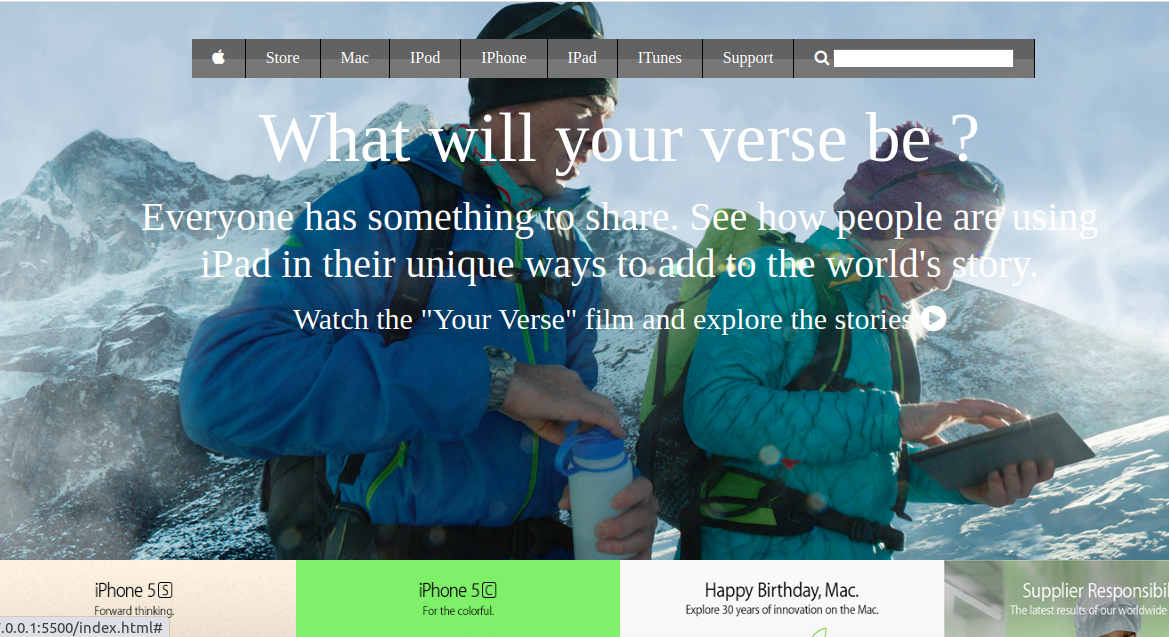 Store Mac IPod IPhone IPad ITunes Support
What will your verse be ?
Everyone has something to share. See how people are using
iPad in their unique ways to add to the world's story.
Watch the "Your Verse" film and explore the stories
iPhone 5S
Forward thinking.
iPhone 5C
For the colorful.
Happy Birthday, Mac.
Explore 30 years of innovation on the Mac.
Supplier Responsibil
The latest results of our worldwide
.0.0.1:5500/index.html#